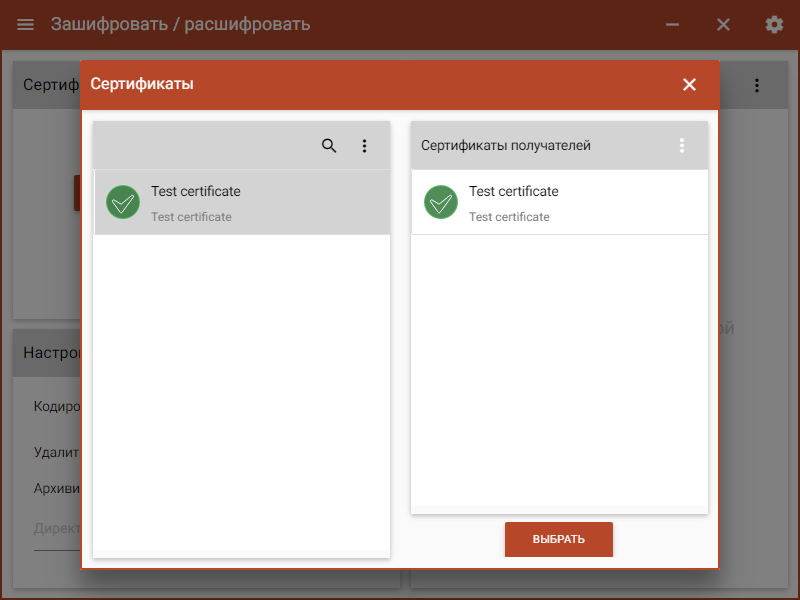 Зашифровать / расшифровать
Сертиф
Сертификаты
Сертификаты получателей
Test certificate
Test certificate
Test certificate
Test certificate
ой
Настро
Кодиро
Удалит
Архиви
Директ
ВЫБРАТЬ